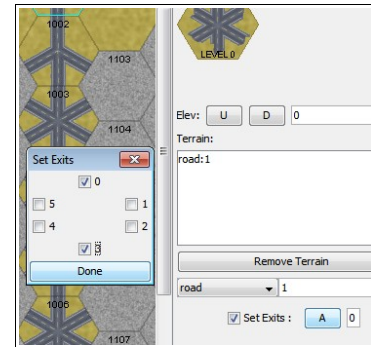 1002
1103
1003
1104
LEVEL 0
Elev: U D 0
Terrain:
road:1
Set Exits
0
5 1
4 2
3
Done
Remove Terrain
road 1
Set Exits : A 0
1006
1107